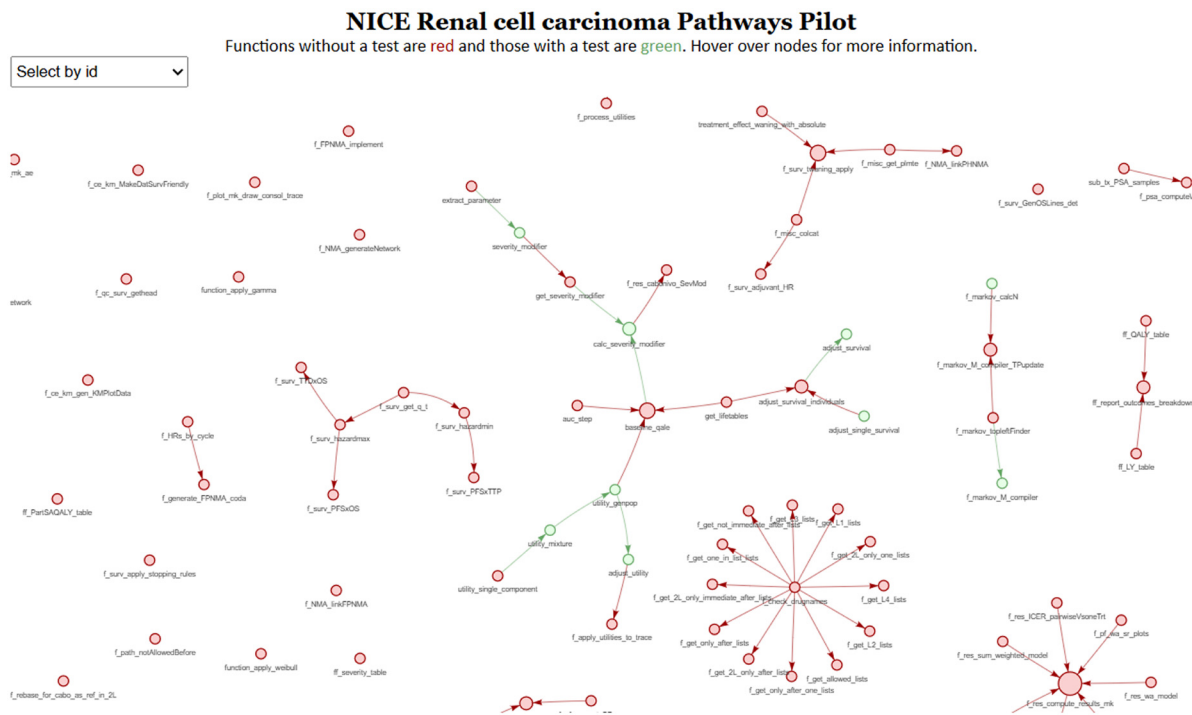 NICE Renal cell carcinoma Pathways Pilot
Functions without a test are red and those with a test are green. Hover over nodes for more information.
Select by id
f_process_utilities
treatment_effect_waning_with_absolute
f_FPNMA_implement
f_surv_twaning_apply
f_misc_get_plmte
f_NMA_linkPHNMA
_mk_ae
f_ce_km_MakeDatSurvFriendly
f_plot_mk_draw_consol_trace
sub_tx_PSA_samples
f_psa_compute
extract_parameter
f_surv_GenOSLines_det
f_misc_colcat
f_NMA_generateNetwork
severity_modifier
f_qc_surv_gethead
function_apply_gamma
get_severity_modifier
f_res_cabonivo_SevMod
f_surv_adjuvant_HR
etwork
f_markov_calcN
calc_severity_modifier
adjust_survival
ff_QALY_table
f_markov_M_compiler_TPupdate
f_surv_TTDxOS
f_ce_km_gen_KMPlotData
f_surv_get_q_t
auc_step
baseline_qale
get_lifetables
adjust_survival_individuals
ff_report_outcomes_breakdown
f_HRs_by_cycle
f_surv_hazardmax
f_surv_hazardmin
adjust_single_survival
f_markov_topleftFinder
ff_LY_table
f_generate_FPNMA_coda
f_surv_PFSxTTP
f_surv_PFSxOS
f_markov_M_compiler
ff_PartSAQALY_table
utility_genpop
f_get_L1_lists
f_get_not_immediate_after_lists
utility_mixture
f_get_one_in_list_lists
f_get_2L_only_one_lists
f_surv_apply_stopping_rules
adjust_utility
utility_single_component
f_get_2L_only_immediate_after_lists
f_check_drugnames
f_get_L4_lists
f_NMA_linkFPNMA
f_res_ICER_pairwiseVsoneTrt
f_apply_utilities_to_trace
f_get_only_after_lists
f_get_L2_lists
f_pf_wa_sr_plots
f_path_notAllowedBefore
function_apply_weibull
ff_severity_table
f_get_2L_only_after_lists
f_get_allowed_lists
f_res_sum_weighted_model
f_get_only_after_one_lists
f_rebase_for_cabo_as_ref_in_2L
f_res_compute_results_mk
f_res_wa_model